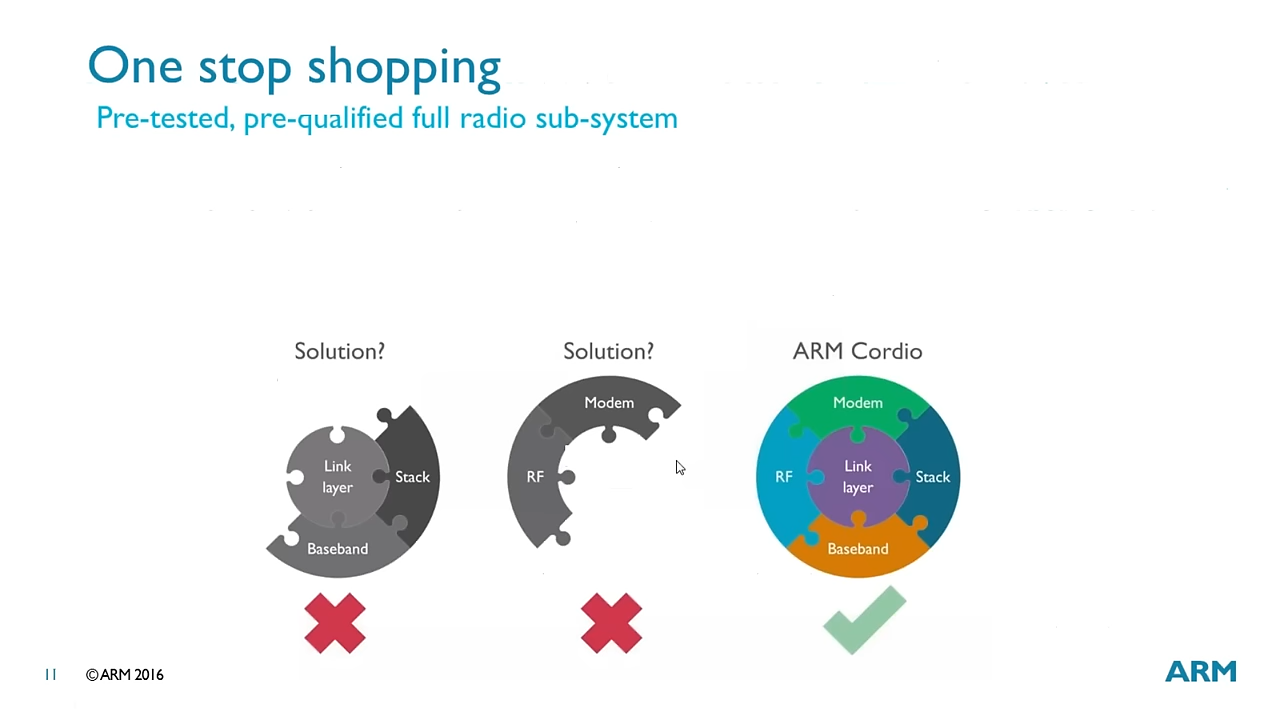 One stop shopping
Pre-tested, pre-qualified full radio sub-system
Solution?
Link
layer
Stack
Baseband
Solution?
Modem
RF
ARM Cordio
Modem
RF
Link
layer
Stack
Baseband
11
© ARM 2016
ARM